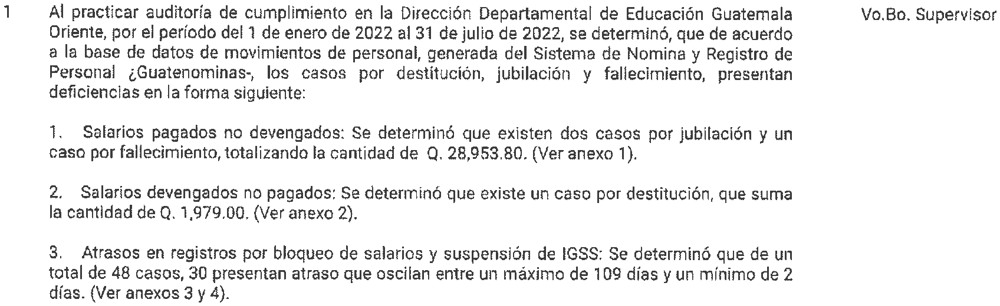 1 Al practicar auditoría de cumplimiento en la Dirección Departamental de Educación Guatemala Vo.Bo. Supervisor
Oriente, por el período del 1 de enero de 2022 al 31 de julio de 2022, se determinó, que de acuerdo
a la base de datos de movimientos de personal, generada del Sistema de Nomina y Registro de
Personal ¿Guatenominas-, los casos por destitución, jubilación y fallecimiento, presentan
deficiencias en la forma siguiente:
1. Salarios pagados no devengados: Se determinó que existen dos casos por jubilación y un
caso por fallecimiento, totalizando la cantidad de Q. 28,953.80. (Ver anexo 1).
2. Salarios devengados no pagados: Se determinó que existe un caso por destitución, que suma
la cantidad de Q. 1,979.00. (Ver anexo 2).
3. Atrasos en registros por bloqueo de salarios y suspensión de IGSS: Se determinó que de un
total de 48 casos, 30 presentan atraso que oscilan entre un máximo de 109 días y un mínimo de 2
días. (Ver anexos 3 y 4).